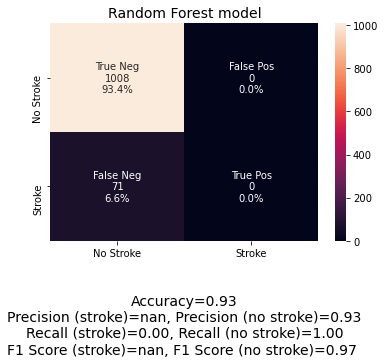 Random Forest model
True Neg
1008
93.4%
False Pos
0
0.0%
False Neg
71
6.6%
True Pos
0
0.0%
No Stroke
Stroke
No Stroke
Stroke
1000
800
600
400
200
0
Accuracy=0.93
Precision (stroke)=nan, Precision (no stroke)=0.93
Recall (stroke)=0.00, Recall (no stroke)=1.00
F1 Score (stroke)=nan, F1 Score (no stroke)=0.97